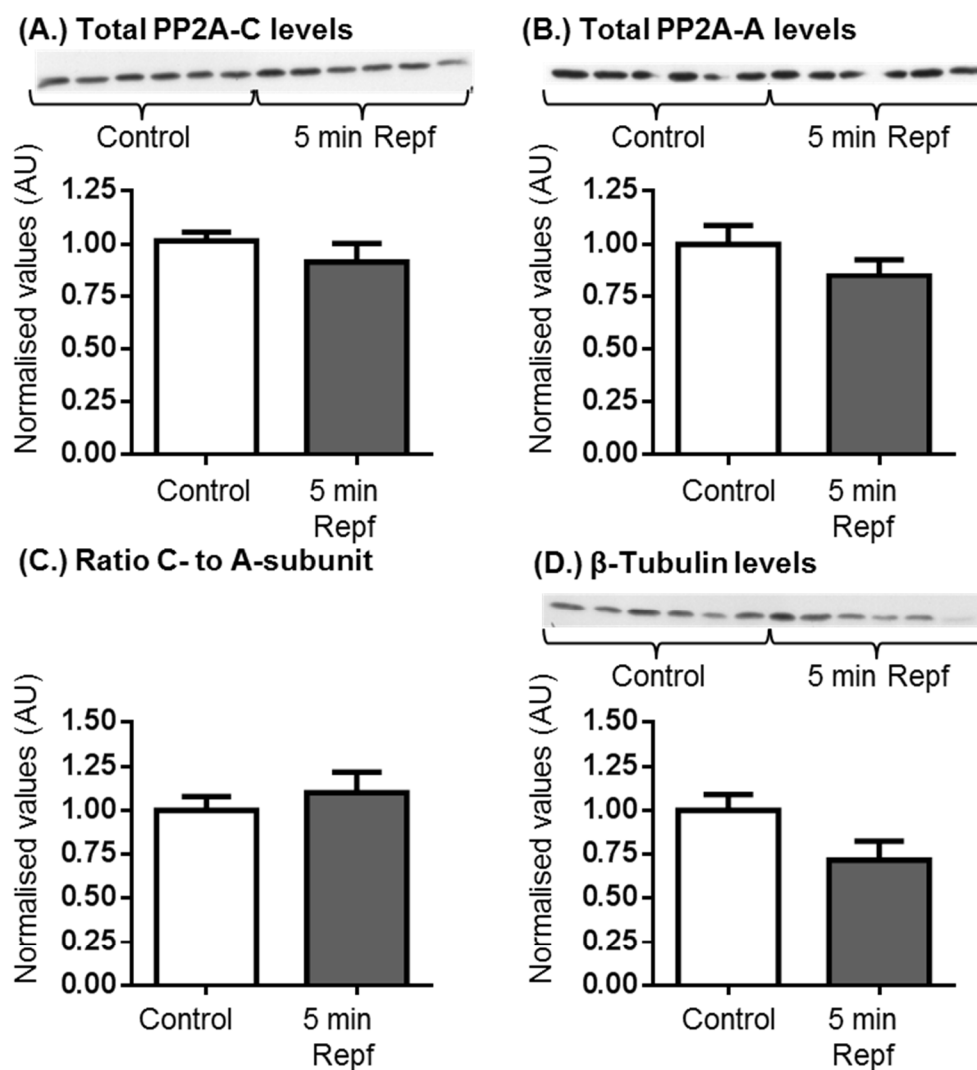 (A.) Total PP2A-C levels
Control
5 min Repf
Normalised values (AU)
1.25
1.00
0.75
0.50
0.25
0.00
Control
5 min
Repf
(B.) Total PP2A-A levels
Control
5 min Repf
Normalised values (AU)
1.25
1.00
0.75
0.50
0.25
0.00
Control
5 min
Repf
(C.) Ratio C- to A-subunit
Normalised values (AU)
1.50
1.25
1.00
0.75
0.50
0.25
0.00
Control
5 min
Repf
(D.) β-Tubulin levels
Control
5 min Repf
Normalised values (AU)
1.50
1.25
1.00
0.75
0.50
0.25
0.00
Control
5 min
Repf